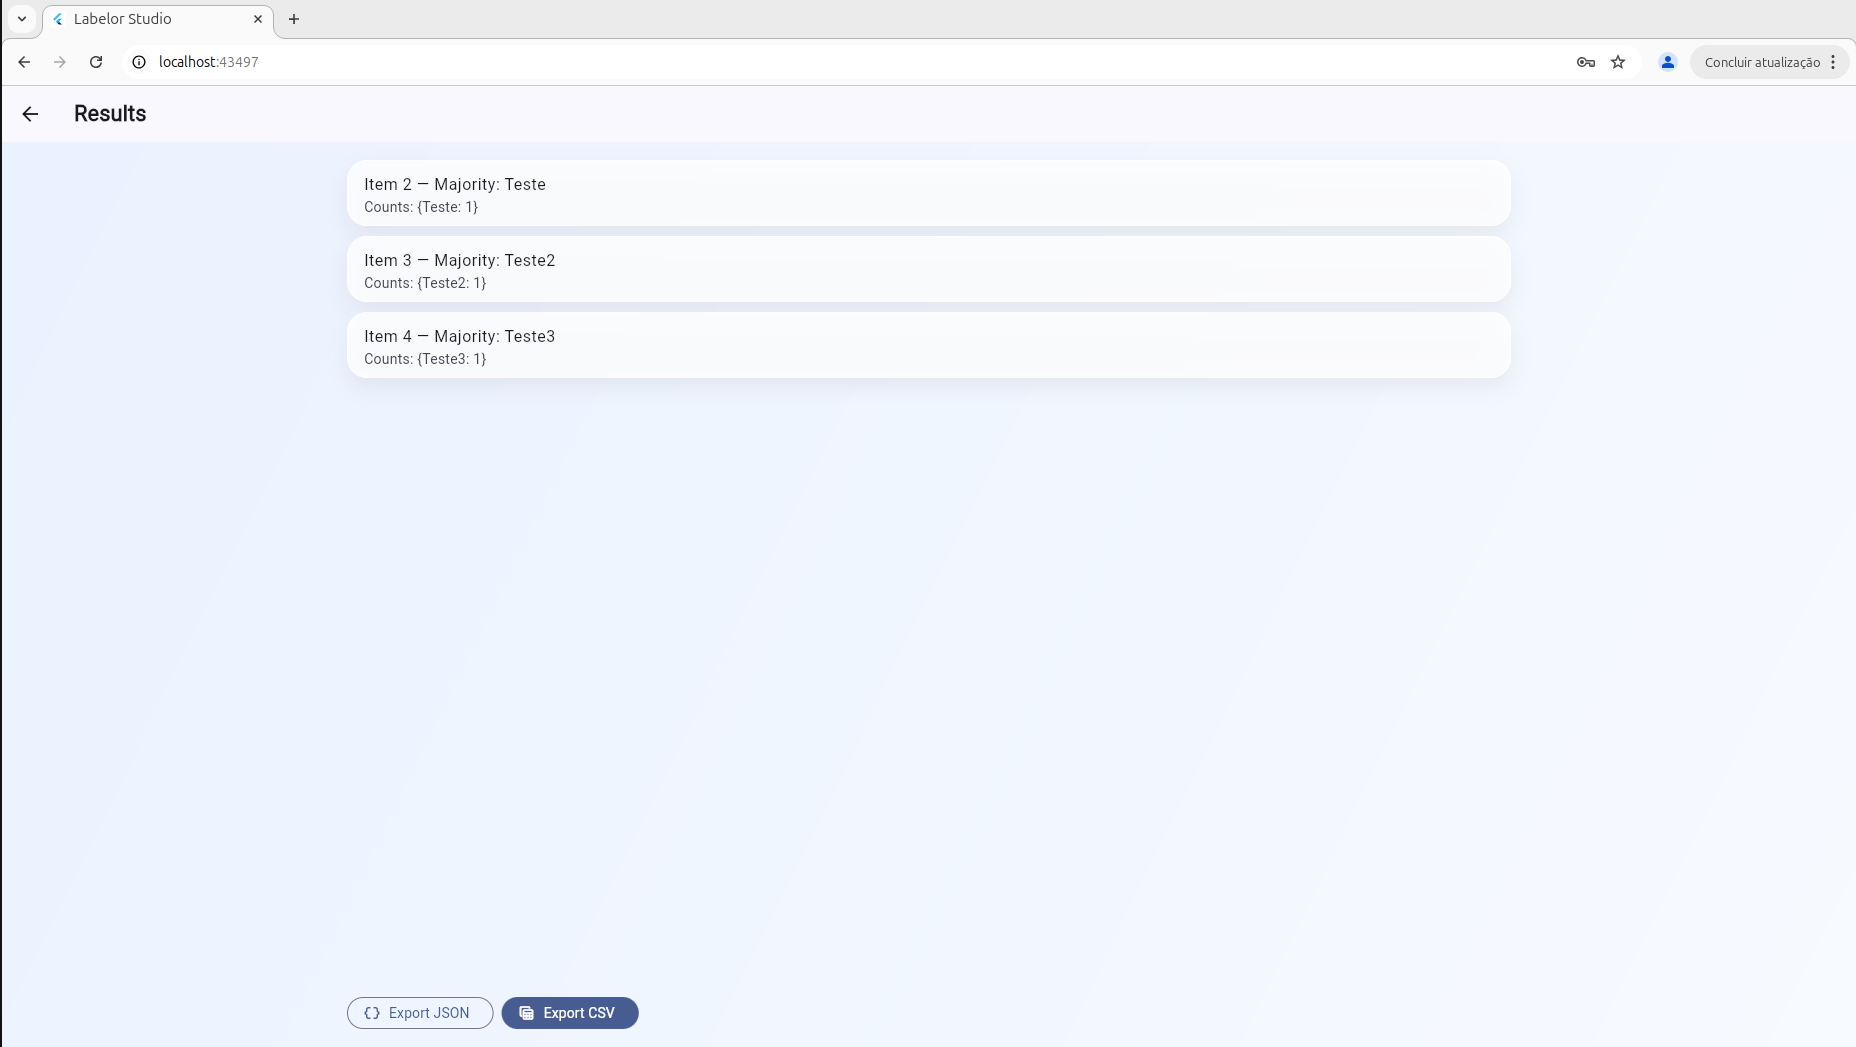 Labelor Studio
localhost:43497
Concluir atualização
Results
Item 2 — Majority: Teste
Counts: {Teste: 1}
Item 3 — Majority: Teste2
Counts: {Teste2: 1}
Item 4 — Majority: Teste3
Counts: {Teste3: 1}
Export JSON
Export CSV